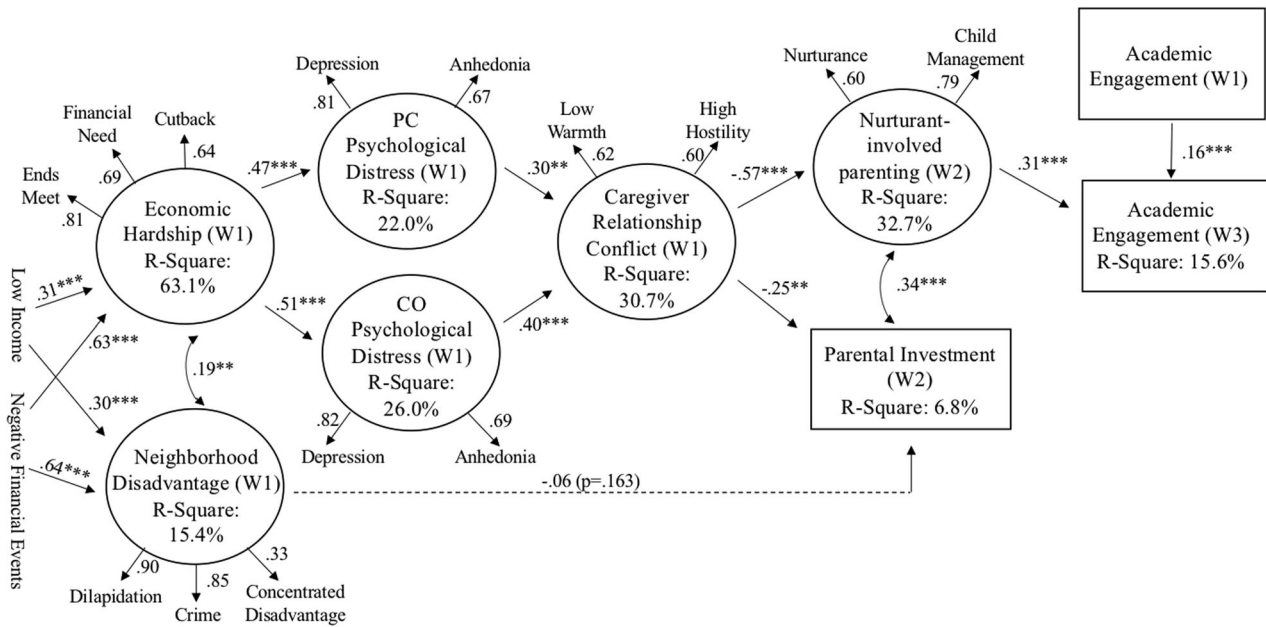 Low Income
Negative Financial Events
.31***
.63***
.30***
.64***
Ends
Meet
.81
Financial
Need
.69
Cutback
.64
Economic
Hardship (W1)
R-Square:
63.1%
.19**
Neighborhood
Disadvantage (W1)
R-Square:
15.4%
.90
Dilapidation
.85
Crime
.33
Concentrated
Disadvantage
.47***
.51***
Depression
.81
Anhedonia
.67
PC
Psychological
Distress (W1)
R-Square:
22.0%
CO
Psychological
Distress (W1)
R-Square:
26.0%
.82
Depression
.69
Anhedonia
.30**
.40***
Low
Warmth
.62
High
Hostility
.60
Caregiver
Relationship
Conflict (W1)
R-Square:
30.7%
-.57***
-.25**
-.06 (p=.163)
Nurturance
.60
Child
Management
.79
Nurturant-
involved
parenting (W2)
R-Square:
32.7%
.34***
Parental Investment
(W2)
R-Square: 6.8%
.31***
Academic
Engagement (W1)
.16***
Academic
Engagement (W3)
R-Square: 15.6%